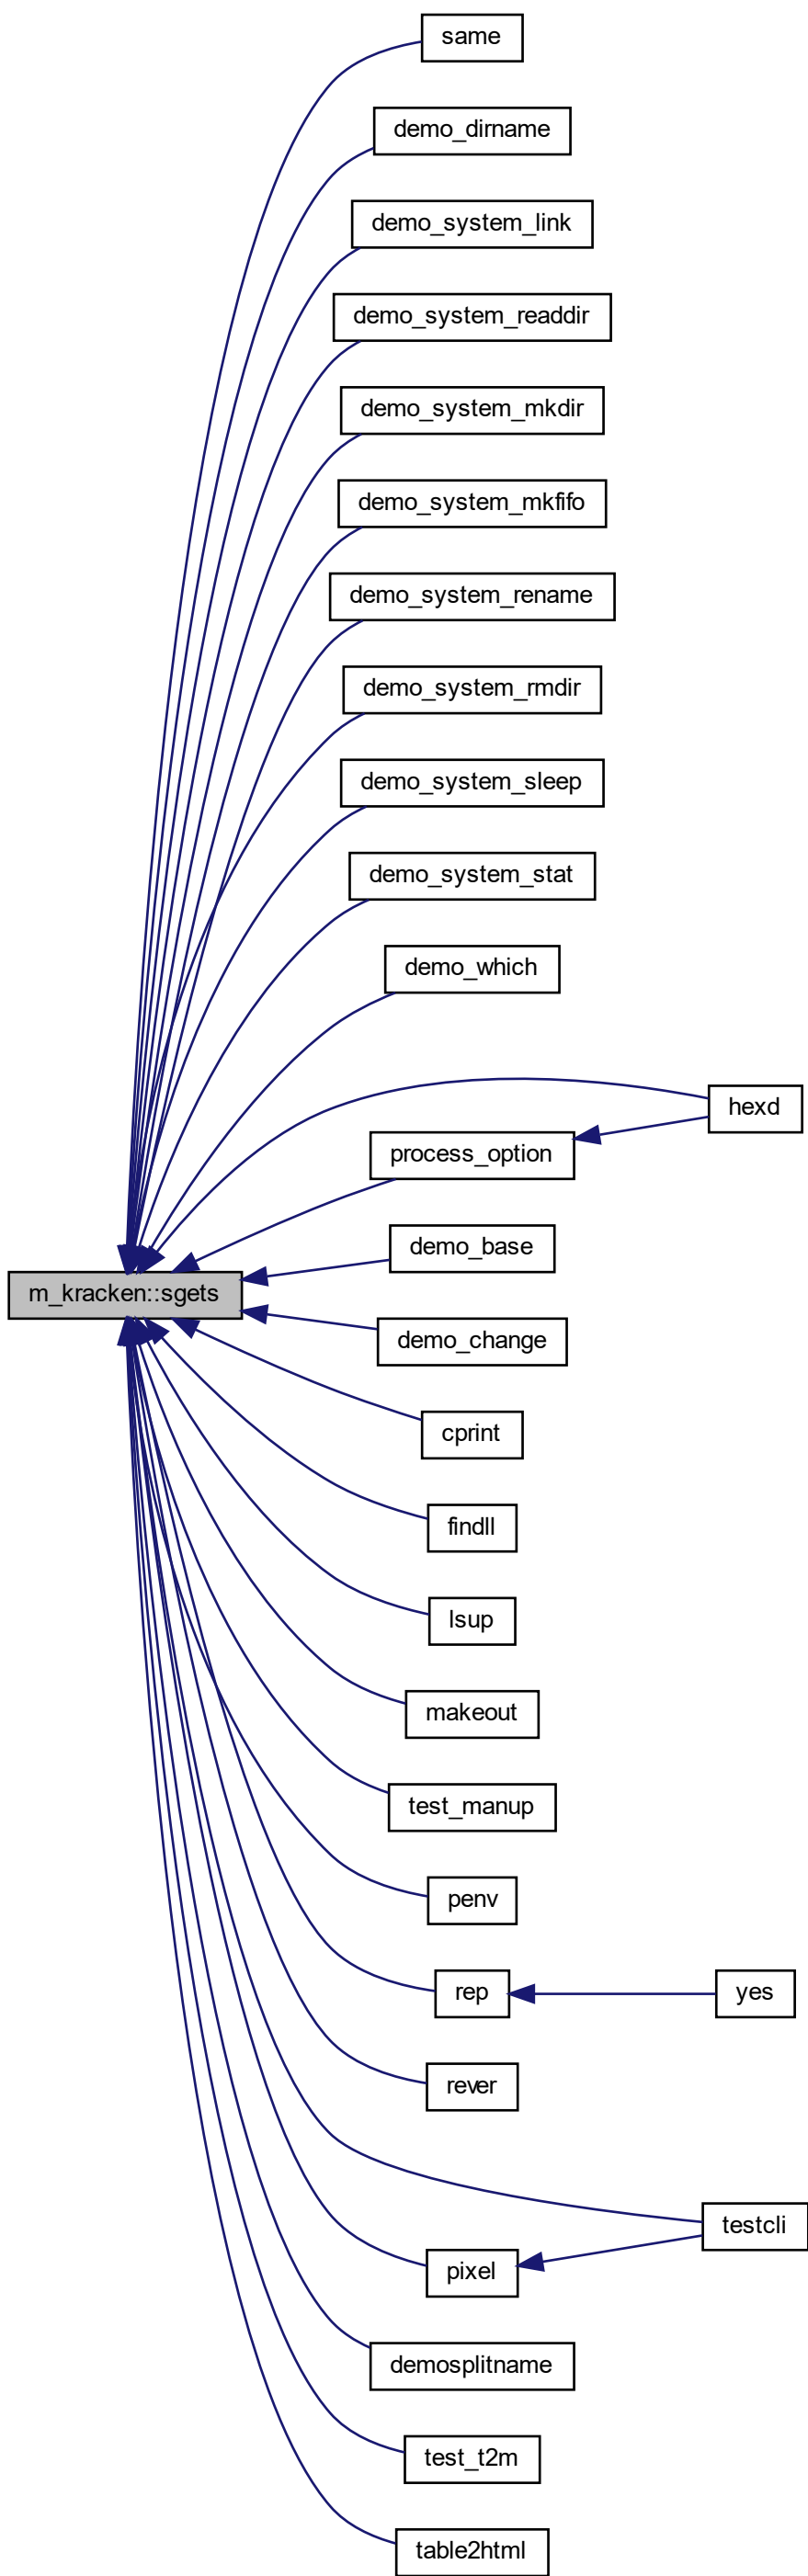 same
demo_dirname
demo_system_link
demo_system_readdir
demo_system_mkdir
demo_system_mkfifo
demo_system_rename
demo_system_rmdir
demo_system_sleep
demo_system_stat
demo_which
hexd
process_option
demo_base
m_kracken::sgets
demo_change
cprint
findll
lsup
makeout
test_manup
penv
rep
yes
rever
testcli
pixel
demosplitname
test_t2m
table2html